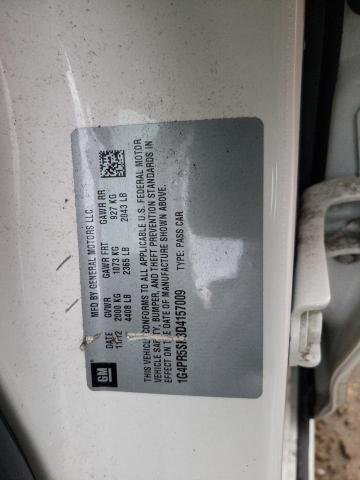 MFD BY GENERAL MOTORS LLC
DATE GVWR GAWR FRT GAWR RR
11/12 2000 KG 1073 KG 927 KG
4408 LB 2365 LB 2043 LB
THIS VEHICLE CONFORMS TO ALL APPLICABLE U.S. FEDERAL MOTOR
VEHICLE SAFETY, BUMPER, AND THEFT PREVENTION STANDARDS IN
EFFECT ON THE DATE OF MANUFACTURE SHOWN ABOVE.
TYPE: PASS CAR
GM